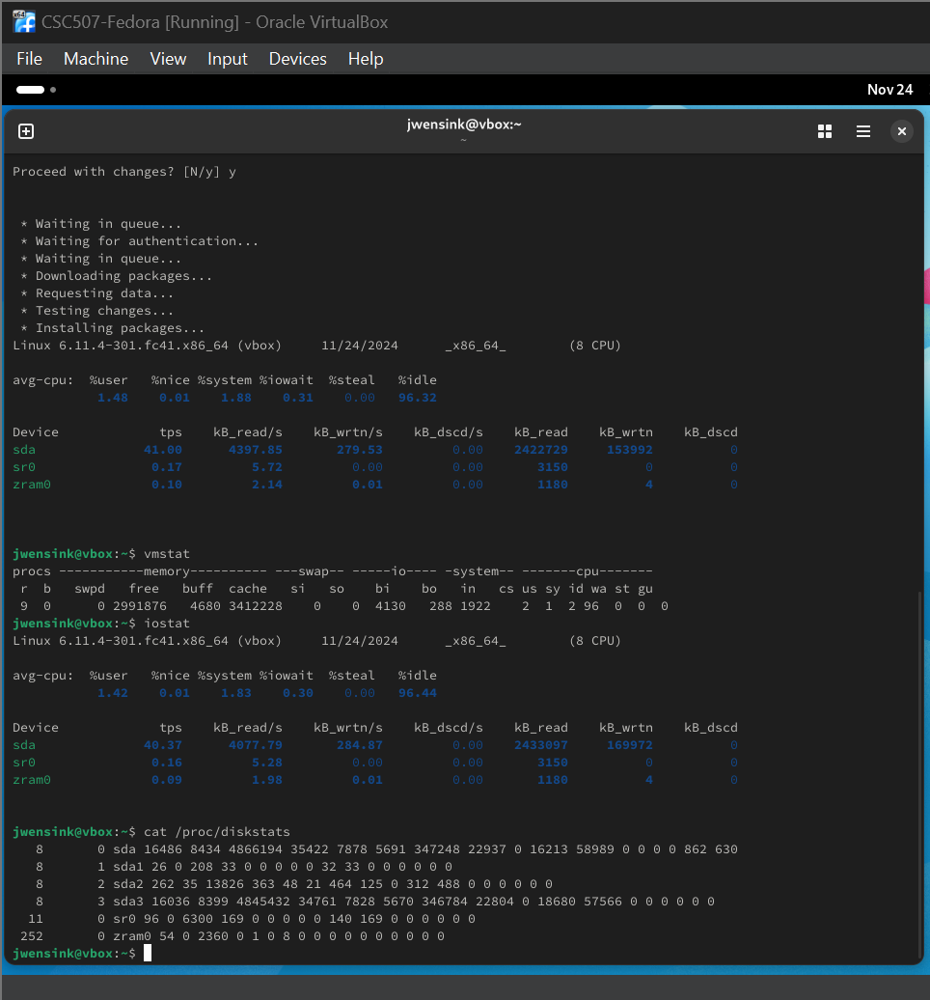 CSC507-Fedora [Running] - Oracle VirtualBox
File Machine View Input Devices Help
Nov 24
jwensink@vbox:~
~
Proceed with changes? [N/y] y
* Waiting in queue...
* Waiting for authentication...
* Waiting in queue...
* Downloading packages...
* Requesting data...
* Testing changes...
* Installing packages...
Linux 6.11.4-301.fc41.x86_64 (vbox) 11/24/2024 _x86_64_ (8 CPU)
avg-cpu: %user %nice %system %iowait %steal %idle
1.48 0.01 1.88 0.31 0.00 96.32
Device tps kB_read/s kB_wrtn/s kB_dscd/s kB_read kB_wrtn kB_dscd
sda 41.00 4397.85 279.53 0.00 2422729 153992 0
sr0 0.17 5.72 0.00 0.00 3150 0 0
zram0 0.10 2.14 0.01 0.00 1180 4 0
jwensink@vbox:~$ vmstat
procs -----------memory---------- ---swap-- -----io---- -system-- -------cpu-------
r b swpd free buff cache si so bi bo in cs us sy id wa st gu
9 0 0 2991876 4680 3412228 0 0 4130 288 1922 2 1 2 96 0 0 0
jwensink@vbox:~$ iostat
Linux 6.11.4-301.fc41.x86_64 (vbox) 11/24/2024 _x86_64_ (8 CPU)
avg-cpu: %user %nice %system %iowait %steal %idle
1.42 0.01 1.83 0.30 0.00 96.44
Device tps kB_read/s kB_wrtn/s kB_dscd/s kB_read kB_wrtn kB_dscd
sda 40.37 4077.79 284.87 0.00 2433097 169972 0
sr0 0.16 5.28 0.00 0.00 3150 0 0
zram0 0.09 1.98 0.01 0.00 1180 4 0
jwensink@vbox:~$ cat /proc/diskstats
8 0 sda 16486 8434 4866194 35422 7878 5691 347248 22937 0 16213 58989 0 0 0 0 862 630
8 1 sda1 26 0 208 33 0 0 0 0 0 32 33 0 0 0 0 0 0
8 2 sda2 262 35 13826 363 48 21 464 125 0 312 488 0 0 0 0 0 0
8 3 sda3 16036 8399 4845432 34761 7828 5670 346784 22804 0 18680 57566 0 0 0 0 0 0
11 0 sr0 96 0 6300 169 0 0 0 0 0 140 169 0 0 0 0 0 0
252 0 zram0 54 0 2360 0 1 0 8 0 0 0 0 0 0 0 0 0 0
jwensink@vbox:~$